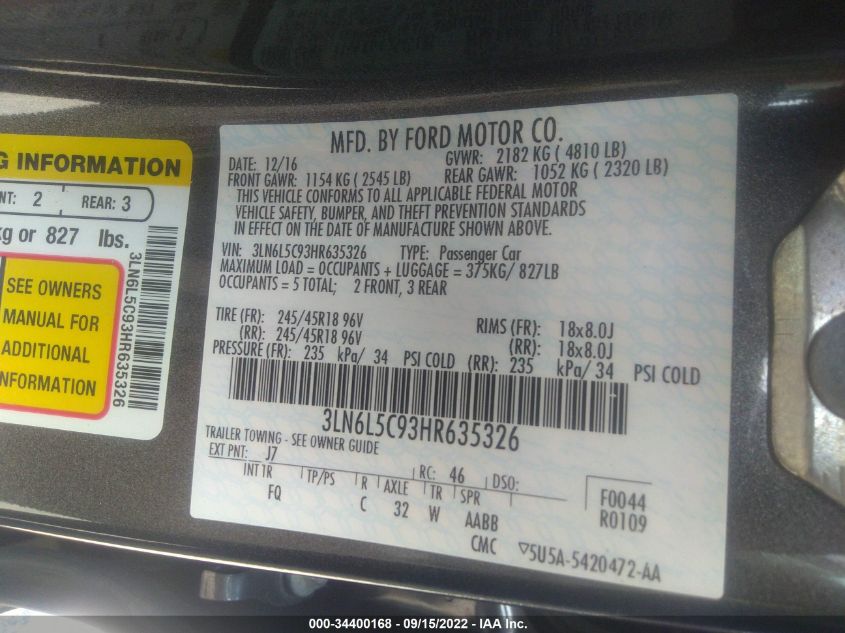 G INFORMATION
NT: 2 REAR: 3
kg or 827 lbs.
SEE OWNERS
MANUAL FOR
ADDITIONAL
INFORMATION
3LN6L5C93HR635326
MFD. BY FORD MOTOR CO.
DATE: 12/16 GVWR: 2182 KG ( 4810 LB)
FRONT GAWR: 1154 KG ( 2545 LB) REAR GAWR: 1052 KG ( 2320 LB)
THIS VEHICLE CONFORMS TO ALL APPLICABLE FEDERAL MOTOR
VEHICLE SAFETY, BUMPER, AND THEFT PREVENTION STANDARDS
IN EFFECT ON THE DATE OF MANUFACTURE SHOWN ABOVE.
VIN: 3LN6L5C93HR635326 TYPE: Passenger Car
MAXIMUM LOAD = OCCUPANTS + LUGGAGE = 375KG/ 827LB
OCCUPANTS = 5 TOTAL; 2 FRONT, 3 REAR
TIRE (FR): 245/45R18 96V RIMS (FR): 18x8.0J
(RR): 245/45R18 96V (RR): 18x8.0J
PRESSURE (FR): 235 kPa/ 34 PSI COLD (RR): 235 kPa/ 34 PSI COLD
3LN6L5C93HR635326
TRAILER TOWING - SEE OWNER GUIDE
EXT PNT: J7 RC: 46 DSO:
INT TR TP/PS R AXLE TR SPR
FQ C 32 W AABB
CMC
F0044
R0109
▽5U5A-5420472-AA
000-34400168 - 09/15/2022 - IAA Inc.